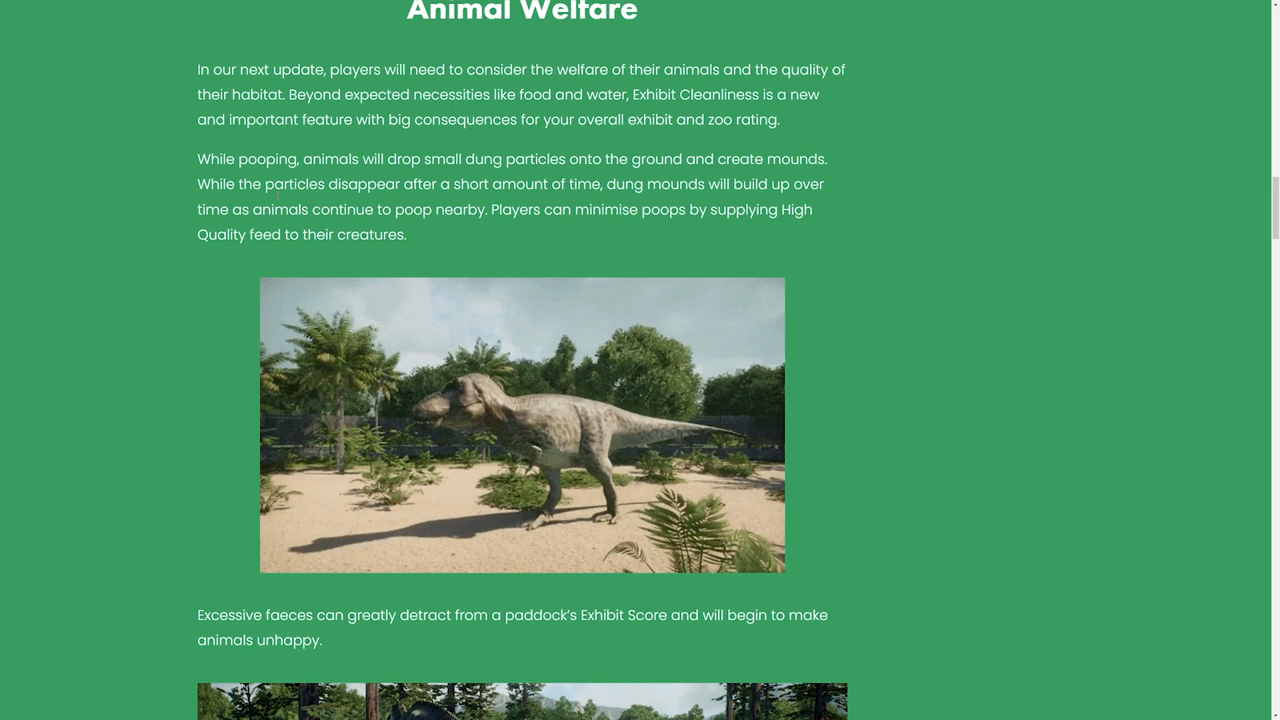 Animal Welfare
In our next update, players will need to consider the welfare of their animals and the quality of
their habitat. Beyond expected necessities like food and water, Exhibit Cleanliness is a new
and important feature with big consequences for your overall exhibit and zoo rating.
While pooping, animals will drop small dung particles onto the ground and create mounds.
While the particles disappear after a short amount of time, dung mounds will build up over
time as animals continue to poop nearby. Players can minimise poops by supplying High
Quality feed to their creatures.
Excessive faeces can greatly detract from a paddock’s Exhibit Score and will begin to make
animals unhappy.